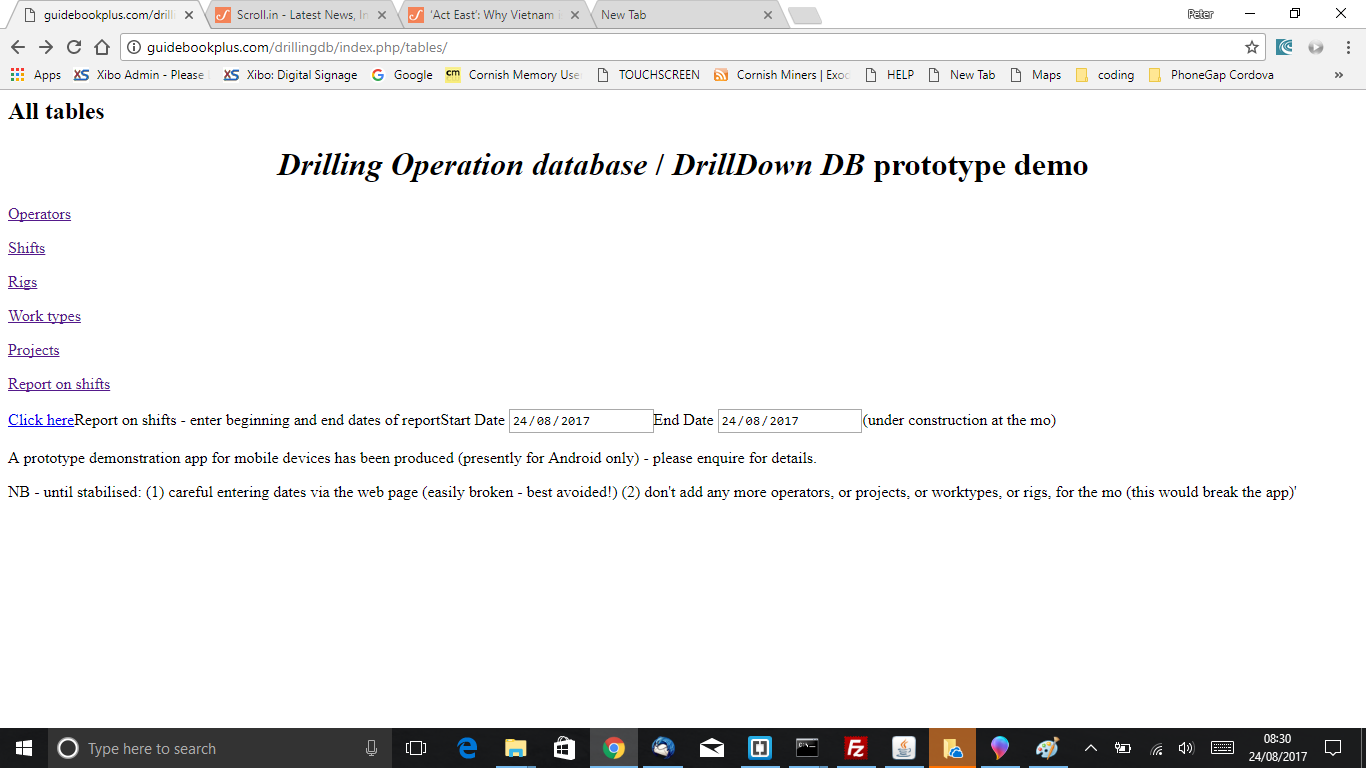 guidebookplus.com/drilli
Scroll.in - Latest News, In
'Act East': Why Vietnam
New Tab
Peter
guidebookplus.com/drillingdb/index.php/tables/
Apps
XS Xibo Admin - Please
XS Xibo: Digital Signage
G Google
cm Cornish Memory Use
TOUCHSCREEN
Cornish Miners | Exod
HELP
New Tab
Maps
coding
PhoneGap Cordova
»
All tables
Drilling Operation database / DrillDown DB prototype demo
Operators
Shifts
Rigs
Work types
Projects
Report on shifts
Click hereReport on shifts - enter beginning and end dates of reportStart Date 24/08/2017 End Date 24/08/2017 (under construction at the mo)
A prototype demonstration app for mobile devices has been produced (presently for Android only) - please enquire for details.
NB - until stabilised: (1) careful entering dates via the web page (easily broken - best avoided!) (2) don't add any more operators, or projects, or worktypes, or rigs, for the mo (this would break the app)'
Type here to search
08:30
24/08/2017